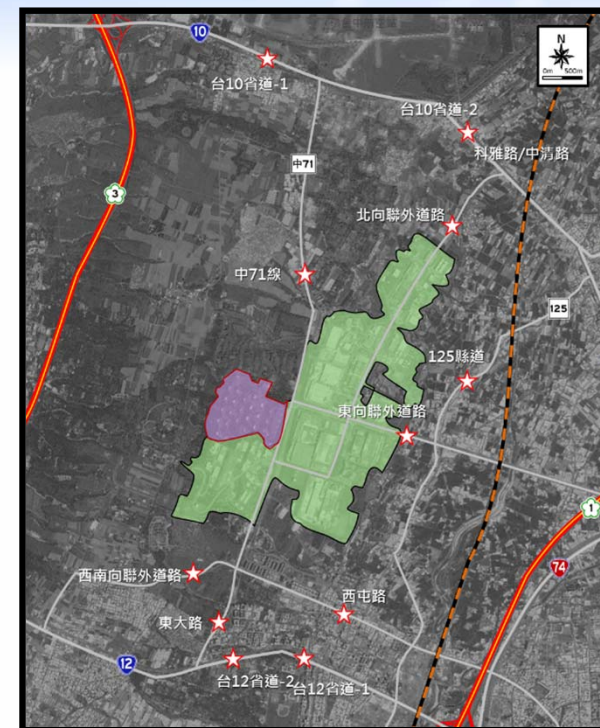 10
N
0m 500m
台10省道-1
台10省道-2
科雅路/中清路
中71
3
北向聯外道路
中71線
125
125縣道
東向聯外道路
1
74
西南向聯外道路
西屯路
東大路
12
台12省道-2
台12省道-1